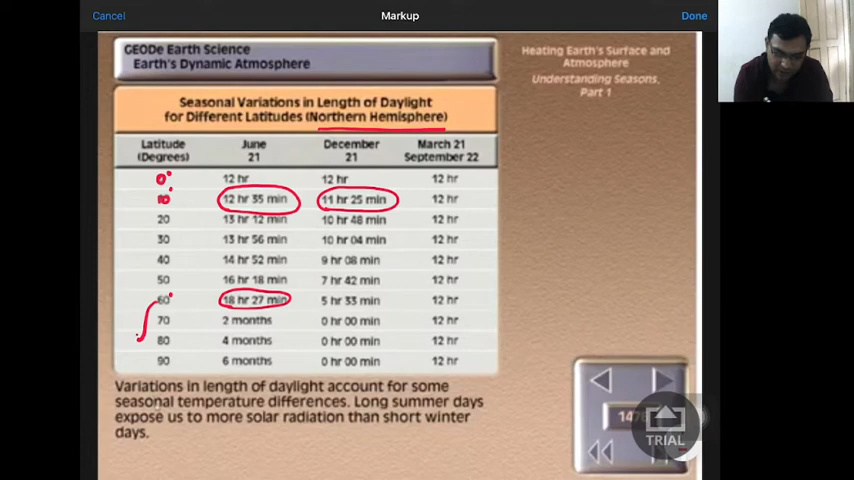 Cancel
Markup
Done
GEODe Earth Science
Earth's Dynamic Atmosphere
Heating Earth's Surface and
Atmosphere
Understanding Seasons,
Part 1
Seasonal Variations in Length of Daylight
for Different Latitudes (Northern Hemisphere)
Latitude June December March 21
(Degrees) 21 21 September 22
0° 12 hr 12 hr 12 hr
10 12 hr 35 min 11 hr 25 min 12 hr
20 13 hr 12 min 10 hr 48 min 12 hr
30 13 hr 56 min 10 hr 04 min 12 hr
40 14 hr 52 min 9 hr 08 min 12 hr
50 16 hr 18 min 7 hr 42 min 12 hr
60° 18 hr 27 min 5 hr 33 min 12 hr
70 2 months 0 hr 00 min 12 hr
80 4 months 0 hr 00 min 12 hr
90 6 months 0 hr 00 min 12 hr
Variations in length of daylight account for some
seasonal temperature differences. Long summer days
expose us to more solar radiation than short winter
days.
TRIAL